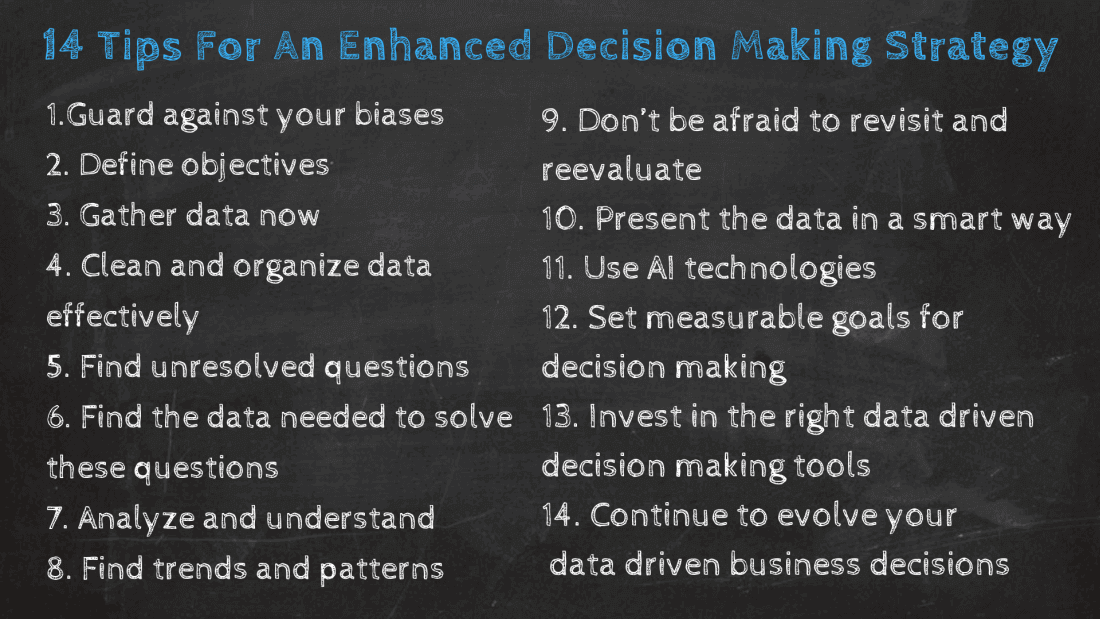 14 Tips For An Enhanced Decision Making Strategy
1.Guard against your biases
2. Define objectives
3. Gather data now
4. Clean and organize data
effectively
5. Find unresolved questions
6. Find the data needed to solve
these questions
7. Analyze and understand
8. Find trends and patterns
9. Don't be afraid to revisit and
reevaluate
10. Present the data in a smart way
11. Use AI technologies
12. Set measurable goals for
decision making
13. Invest in the right data driven
decision making tools
14. Continue to evolve your
data driven business decisions